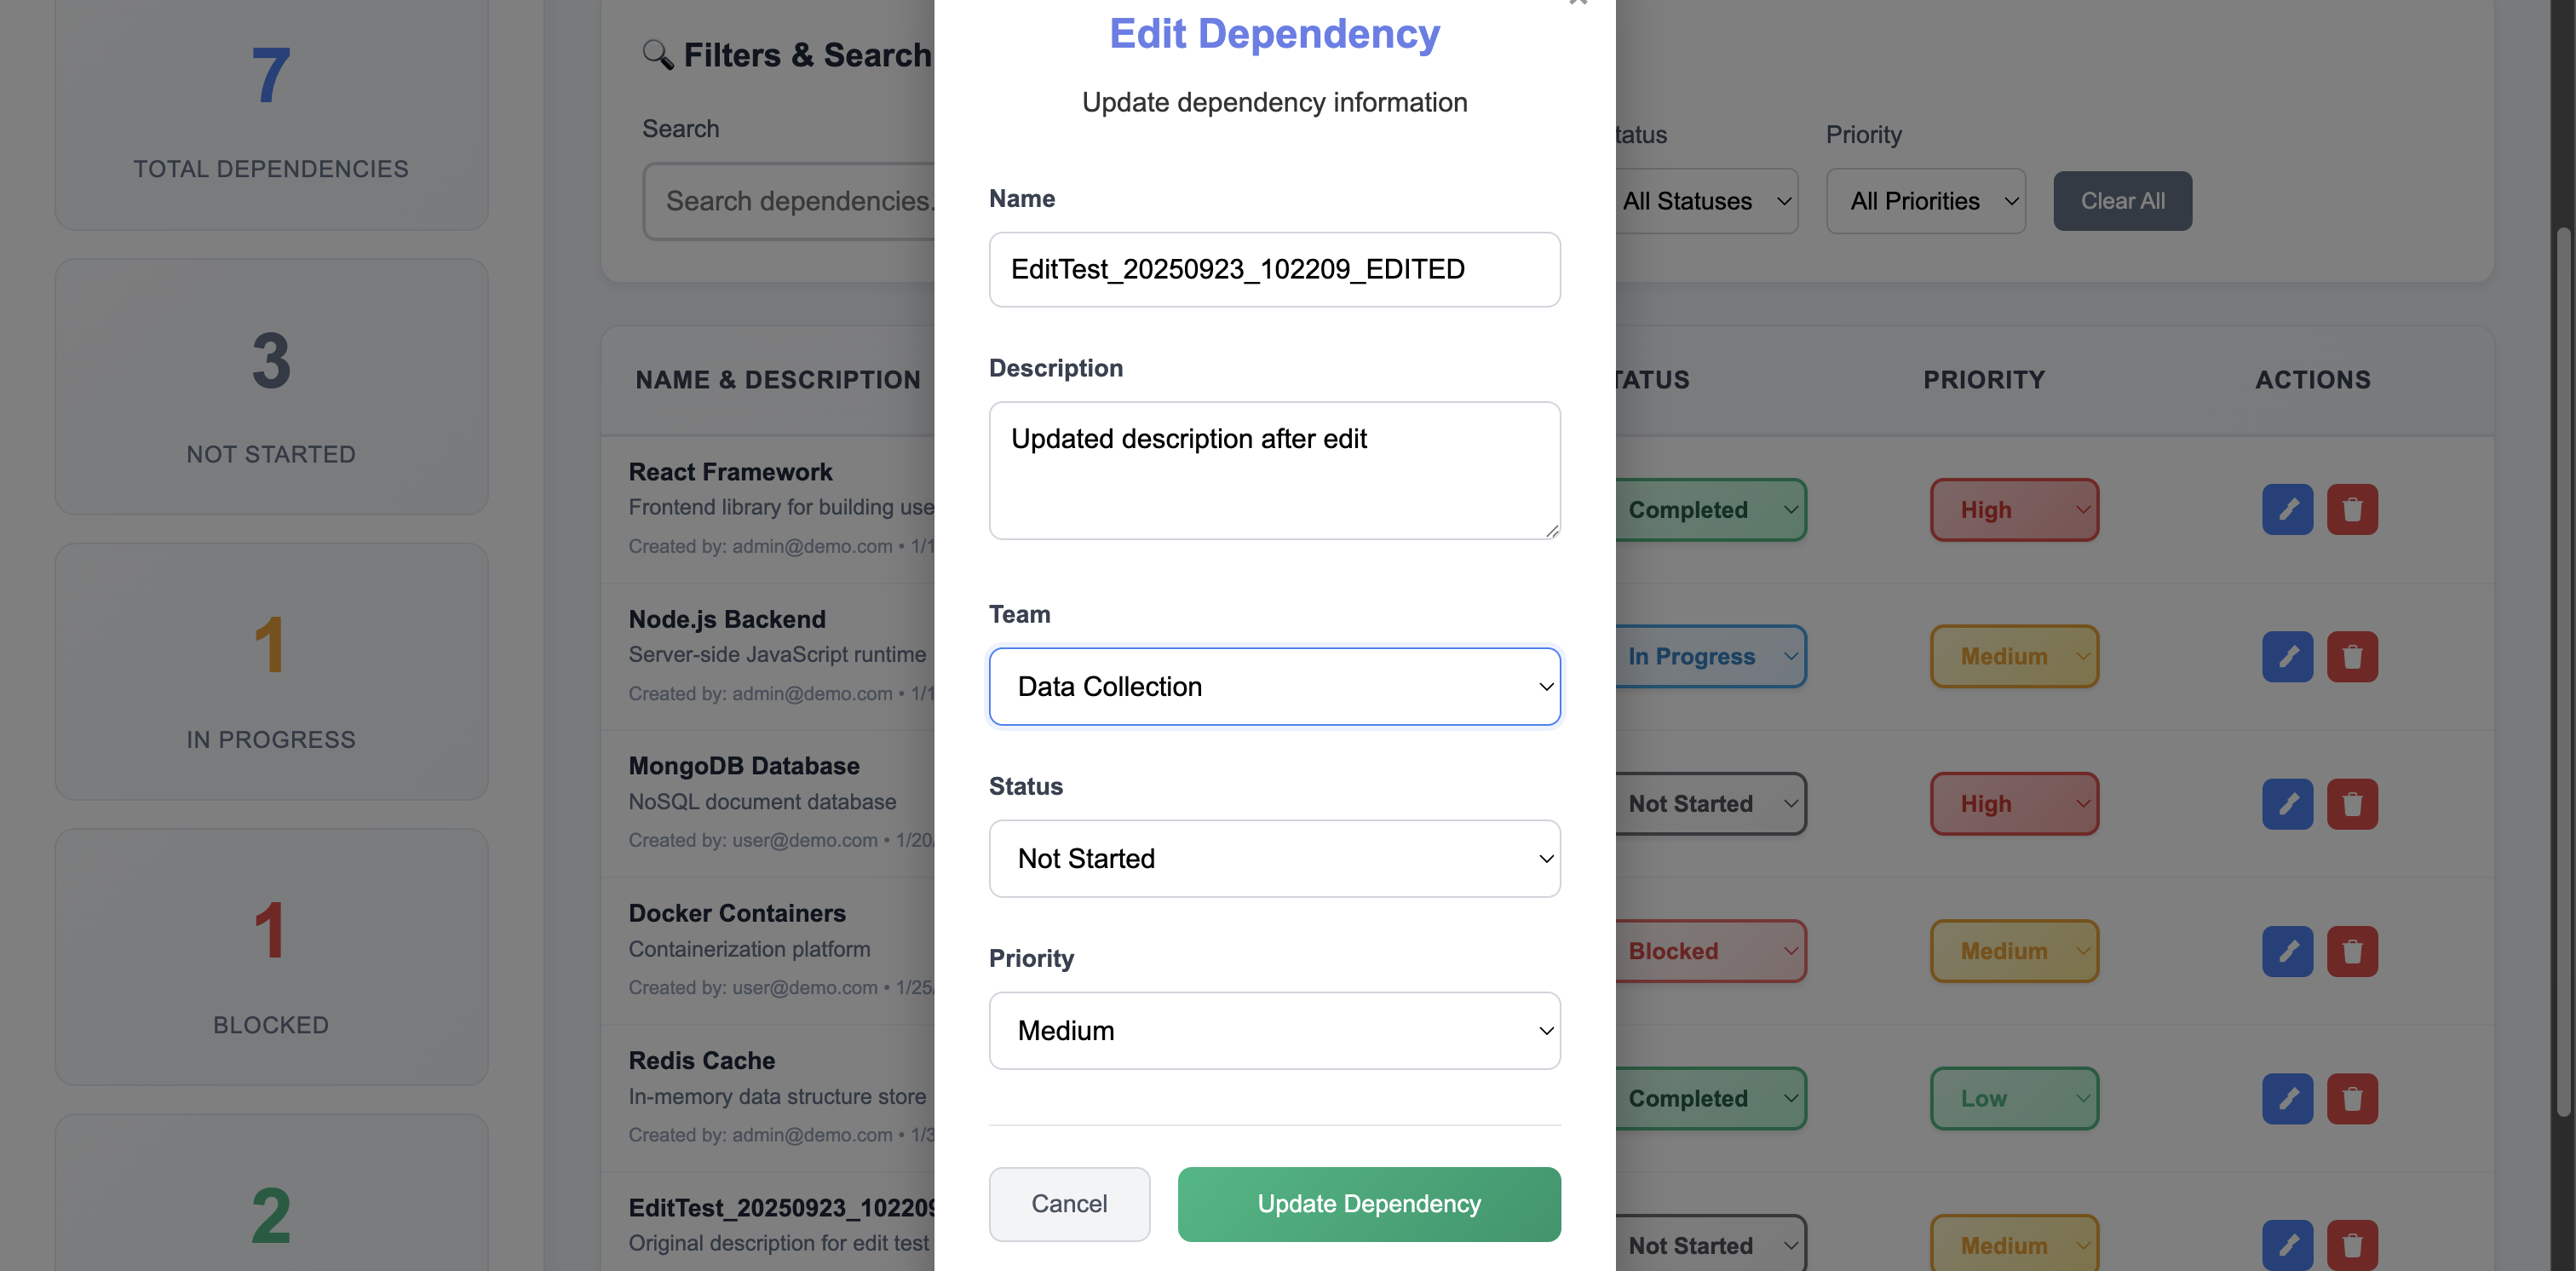 7
TOTAL DEPENDENCIES
3
NOT STARTED
1
IN PROGRESS
1
BLOCKED
2
Filters & Search
Search
Search dependencies.
tatus
All Statuses
Priority
All Priorities
Clear All
NAME & DESCRIPTION
TATUS
PRIORITY
ACTIONS
React Framework
Frontend library for building use
Created by: admin@demo.com • 1/1
Completed
High
Node.js Backend
Server-side JavaScript runtime
Created by: admin@demo.com • 1/1
In Progress
Medium
MongoDB Database
NoSQL document database
Created by: user@demo.com • 1/20
Not Started
High
Docker Containers
Containerization platform
Created by: user@demo.com • 1/25
Blocked
Medium
Redis Cache
In-memory data structure store
Created by: admin@demo.com • 1/3
Completed
Low
EditTest_20250923_102209
Original description for edit test
Not Started
Medium
Edit Dependency
Update dependency information
Name
EditTest_20250923_102209_EDITED
Description
Updated description after edit
Team
Data Collection
Status
Not Started
Priority
Medium
Cancel
Update Dependency